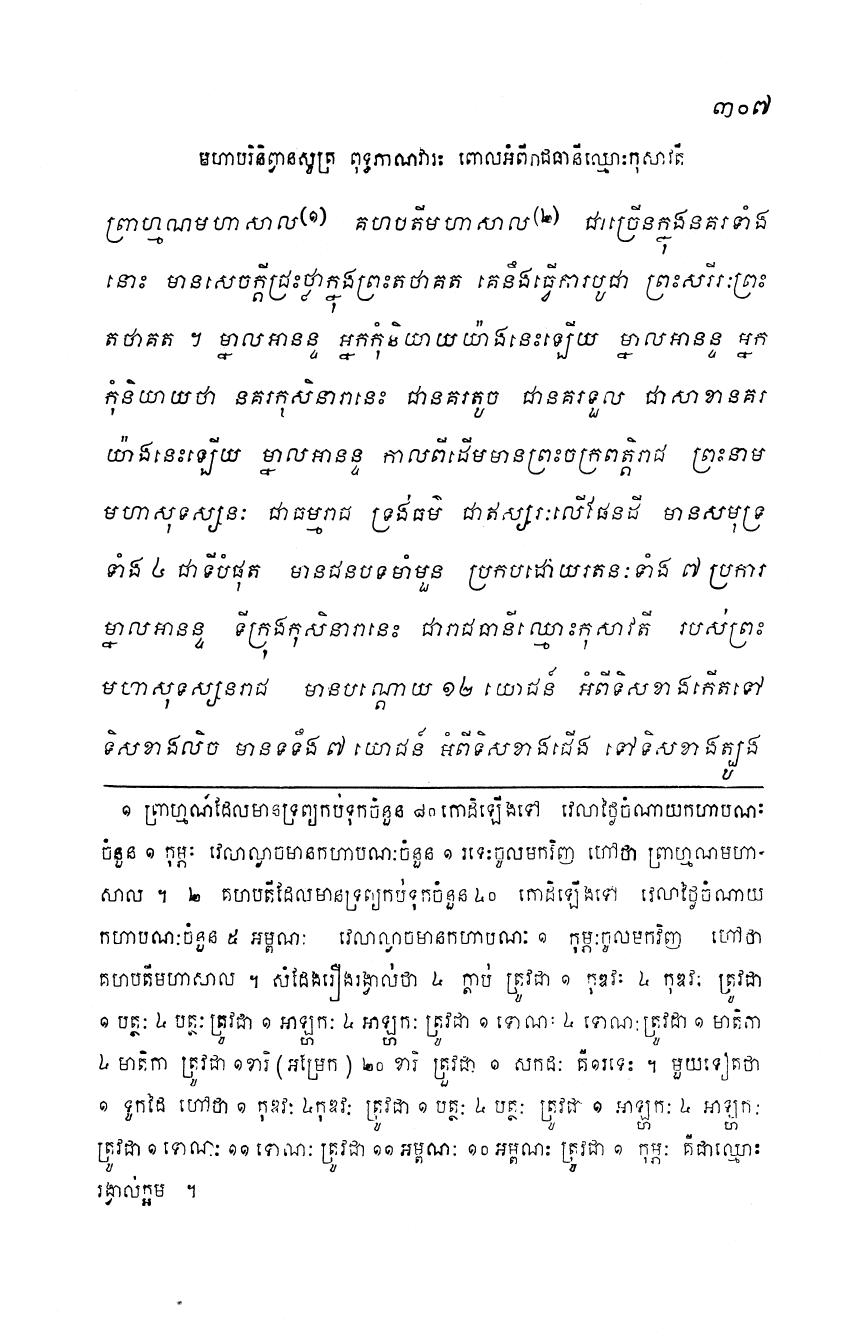 ៣០៧
មហាបរិនិព្វានសូត្រ ពុទ្ធភាណវារៈ ពោលអំពីរាជធានីឈ្មោះកុសាវតី
ព្រាហ្មណមហាសាល(១) គហបតីមហាសាល(២) ជាច្រើនក្នុងនគរទាំង
នោះ មានសេចក្តីជ្រះថ្លាក្នុងព្រះតថាគត គេនឹងធ្វើការបូជា ព្រះសរីរៈព្រះ
តថាគត ។ ម្នាលអានន្ទ អ្នកកុំនិយាយយ៉ាងនេះឡើយ ម្នាលអានន្ទ អ្នក
កុំនិយាយថា នគរកុសិនារានេះ ជានគរតូច ជានគរទួល ជាសាខានគរ
យ៉ាងនេះឡើយ ម្នាលអានន្ទ កាលពីដើមមានព្រះចក្រពត្តិរាជ ព្រះនាម
មហាសុទស្សនៈ ជាធម្មរាជ ទ្រង់ធម៌ ជាឥស្សរៈលើផែនដី មានសមុទ្រ
ទាំង ៤ ជាទីបំផុត មានជនបទមាំមួន ប្រកបដោយរតនៈទាំង ៧ ប្រការ
ម្នាលអានន្ទ ទីក្រុងកុសិនារានេះ ជារាជធានីឈ្មោះកុសាវតី របស់ព្រះ
មហាសុទស្សនរាជ មានបណ្តោយ ១២ យោជន៍ អំពីទិសខាងកើតទៅ
ទិសខាងលិច មានទទឹង ៧ យោជន៍ អំពីទិសខាងជើង ទៅទិសខាងត្បូង
១ ព្រាហ្មណ៍ដែលមានទ្រព្យកប់ទុកចំនួន ៨០ កោដិឡើងទៅ វេលាថ្ងៃចំណាយកហាបណៈ
ចំនួន ១ កុម្ភៈ វេលាល្ងាចមានកហាបណៈចំនួន ១ រទេះចូលមកវិញ ហៅថា ព្រាហ្មណមហា-
សាល ។ ២ គហបតីដែលមានទ្រព្យកប់ទុកចំនួន ៤០ កោដិឡើងទៅ វេលាថ្ងៃចំណាយ
កហាបណៈចំនួន ៥ អម្ពណៈ វេលាល្ងាចមានកហាបណៈ ១ កុម្ភៈចូលមកវិញ ហៅថា
គហបតីមហាសាល ។ សំដែងរឿងរង្វាល់ថា ៤ ក្តាប់ ត្រូវជា ១ កុឌវៈ ៤ កុឌវៈ ត្រូវជា
១ បត្ថៈ ៤ បត្ថៈ ត្រូវជា ១ អាឡ្ហកៈ ៤ អាឡ្ហកៈ ត្រូវជា ១ ទោណៈ ៤ ទោណៈត្រូវជា ១ មាតិកា
៤ មាតិកា ត្រូវជា ១ខារិ (អម្រែក) ២០ ខារិ ត្រូវជា ១ សកដៈ គឺ១រទេះ ។ មួយទៀតថា
១ ទូកដៃ ហៅថា ១ កុឌវៈ ៤កុឌវៈ ត្រូវជា ១ បត្ថៈ ៤ បត្ថៈ ត្រូវជា ១ អាឡ្ហកៈ ៤ អាឡ្ហកៈ
ត្រូវជា ១ ទោណៈ ១១ ទោណៈ ត្រូវជា ១១ អម្ពណៈ ១០ អម្ពណៈ ត្រូវជា ១ កុម្ភៈ គឺជាឈ្មោះ
រង្វាល់ក្អម ។